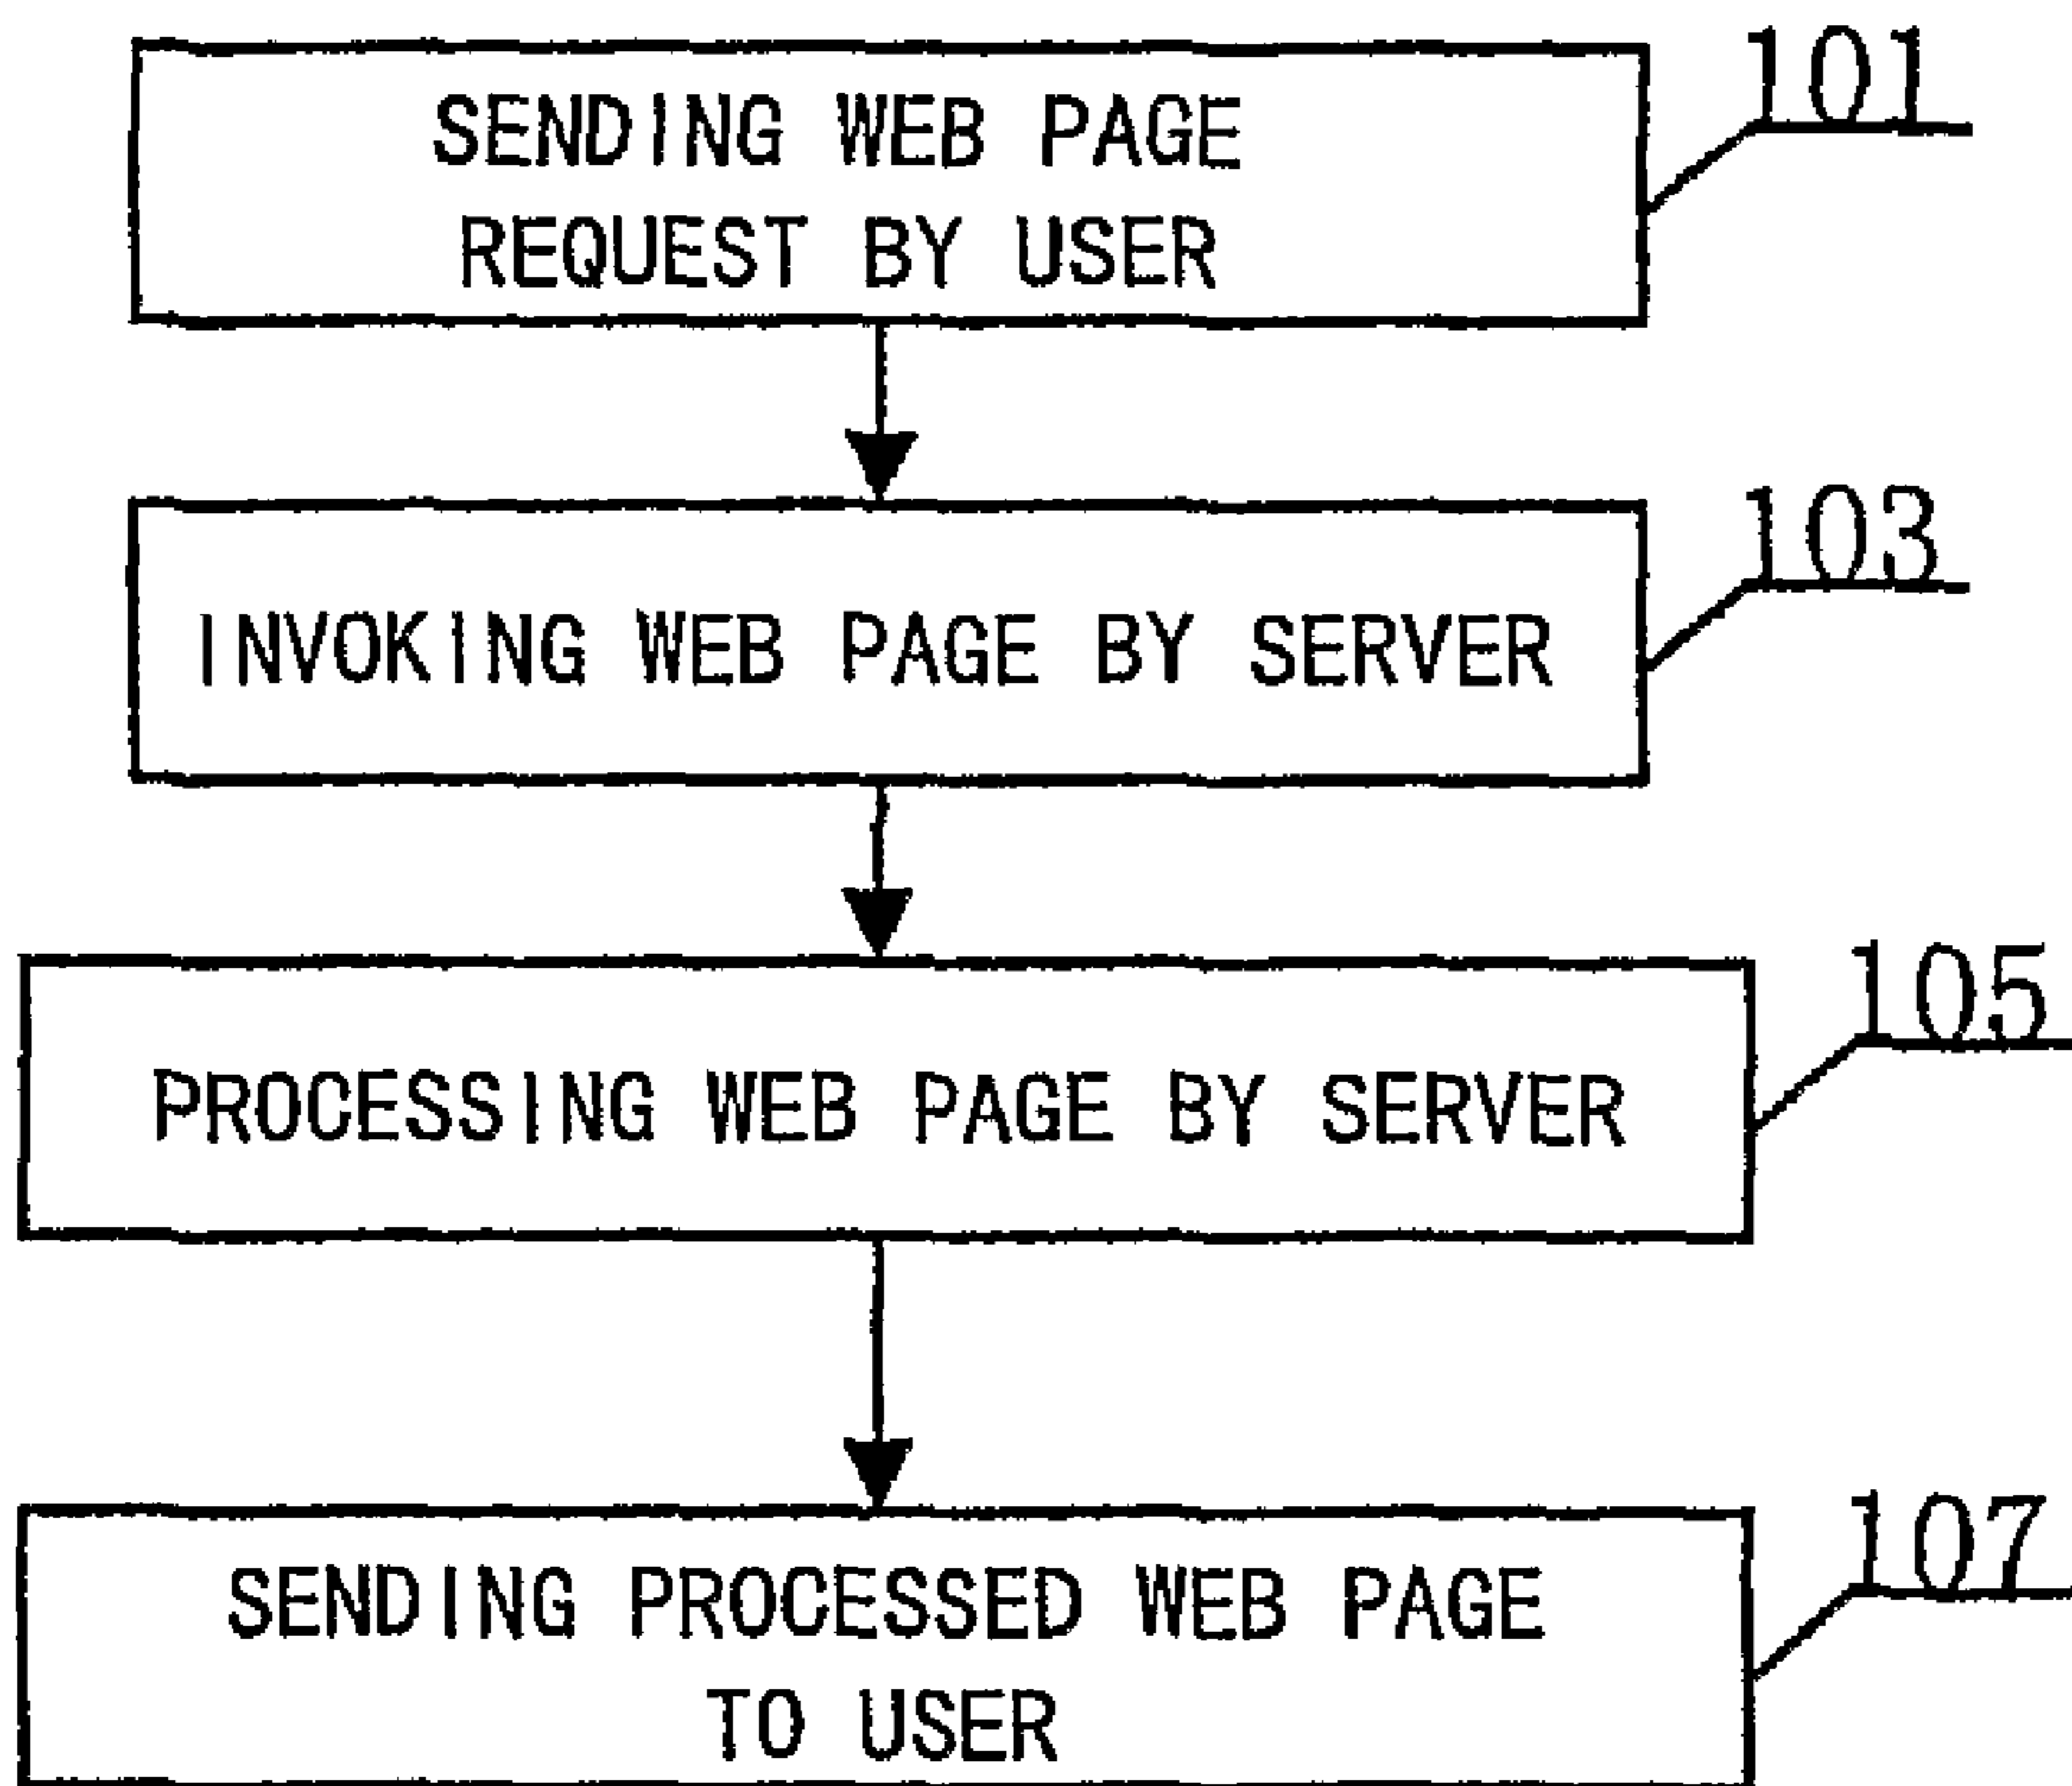 101
SENDING WEB PAGE
REQUEST BY USER
103
INVOKING WEB PAGE BY SERVER
105
PROCESSING WEB PAGE BY SERVER
107
SENDING PROCESSED WEB PAGE
TO USER